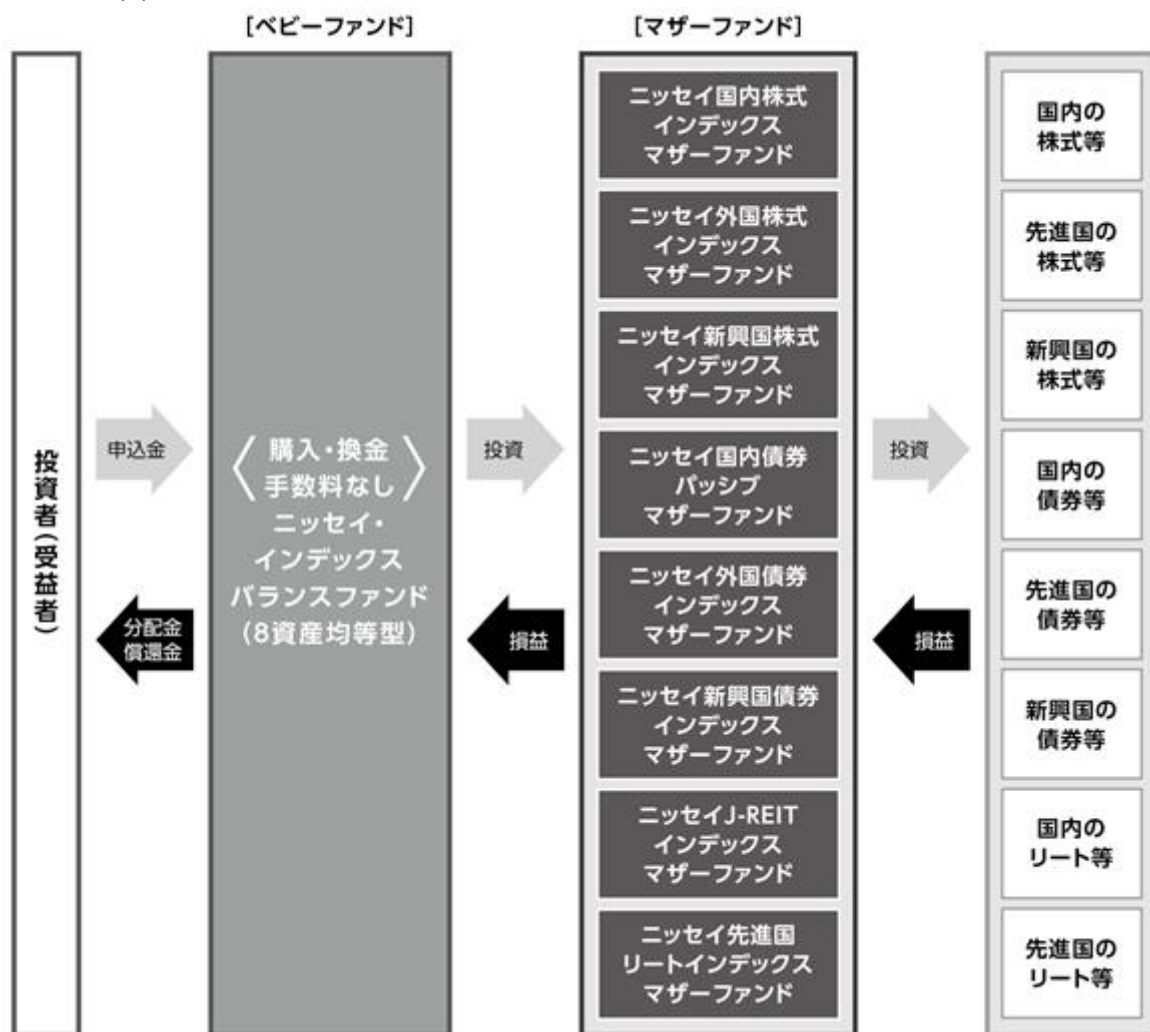 [ベビーファンド]
[マザーファンド]
投資者(受益者)
申込金
分配金
償還金
〈購入・換金
手数料なし〉
ニッセイ・
インデックス
バランスファンド
(8資産均等型)
投資
損益
ニッセイ国内株式
インデックス
マザーファンド
ニッセイ外国株式
インデックス
マザーファンド
ニッセイ新興国株式
インデックス
マザーファンド
ニッセイ国内債券
パッシブ
マザーファンド
ニッセイ外国債券
インデックス
マザーファンド
ニッセイ新興国債券
インデックス
マザーファンド
ニッセイJ-REIT
インデックス
マザーファンド
ニッセイ先進国
リートインデックス
マザーファンド
投資
損益
国内の
株式等
先進国の
株式等
新興国の
株式等
国内の
債券等
先進国の
債券等
新興国の
債券等
国内の
リート等
先進国の
リート等